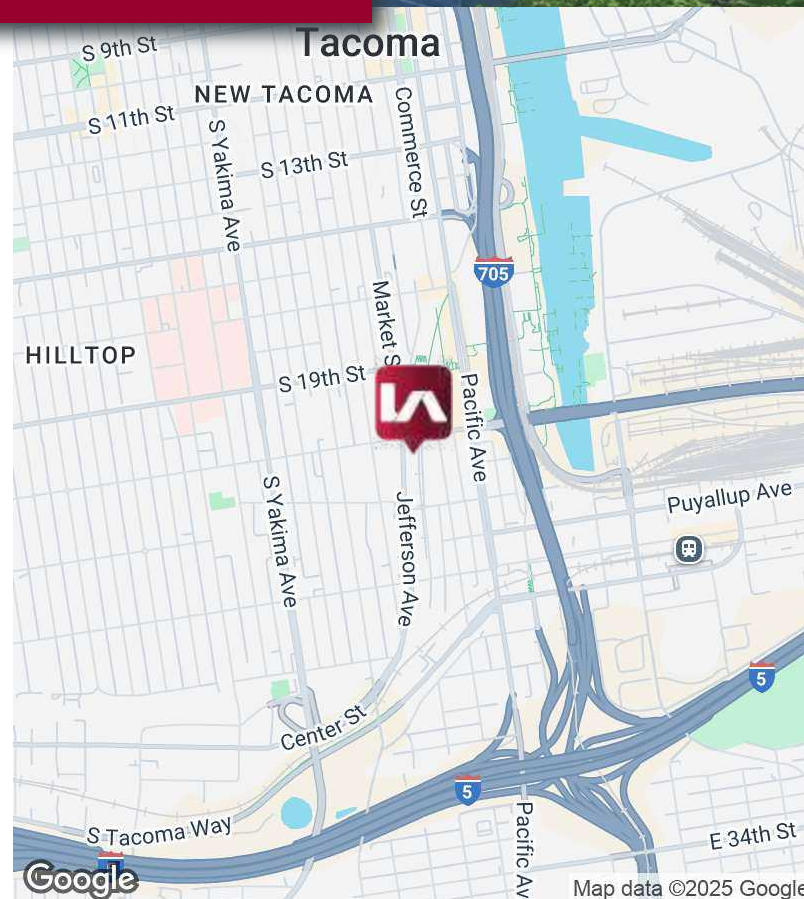 S 9th St
Tacoma
NEW TACOMA
S 11th St
S Yakima Ave
Commerce St
S 13th St
705
Market S
HILLTOP
S 19th St
LA
Pacific Ave
S Yakima Ave
Jefferson Ave
Puyallup Ave
5
Center St
5
S Tacoma Way
Pacific Av
E 34th St
Google
Map data ©2025 Google